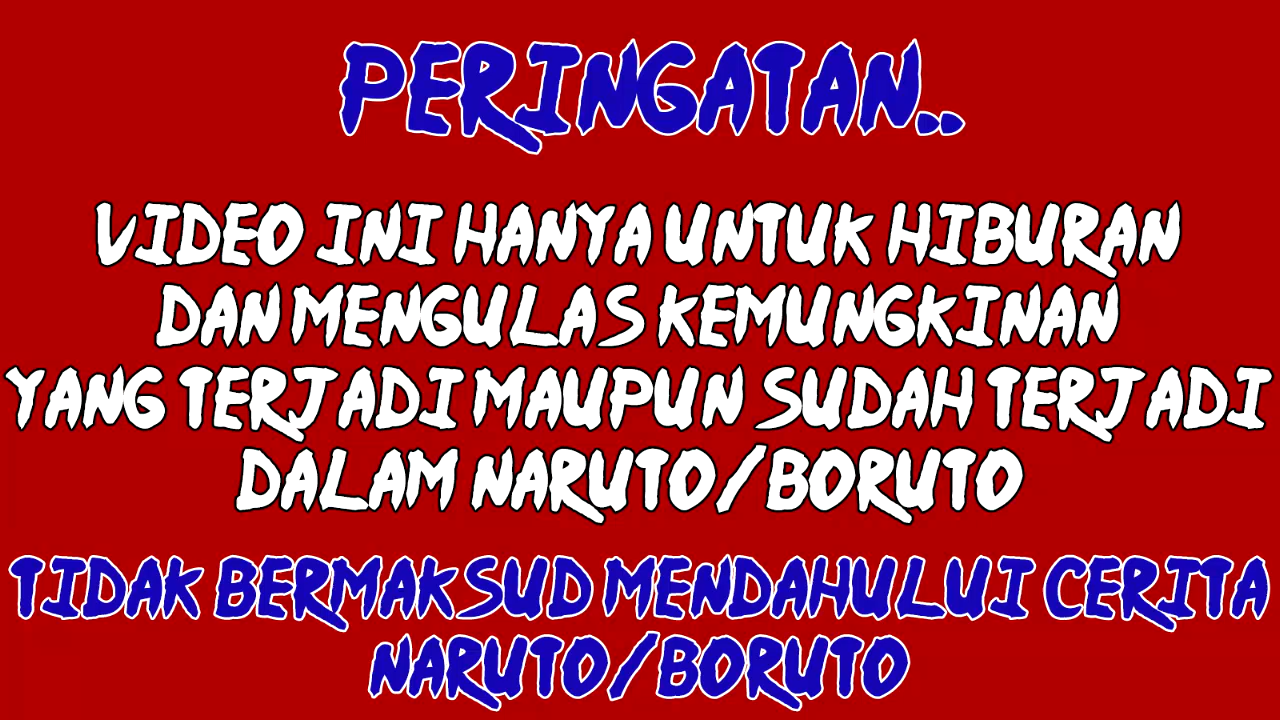 PERINGATAN..
VIDEO INI HANYA UNTUK HIBURAN
DAN MENGULAS KEMUNGKINAN
YANG TERJADI MAUPUN SUDAH TERJADI
DALAM NARUTO/BORUTO
TIDAK BERMAKSUD MENDAHULUI CERITA
NARUTO/BORUTO